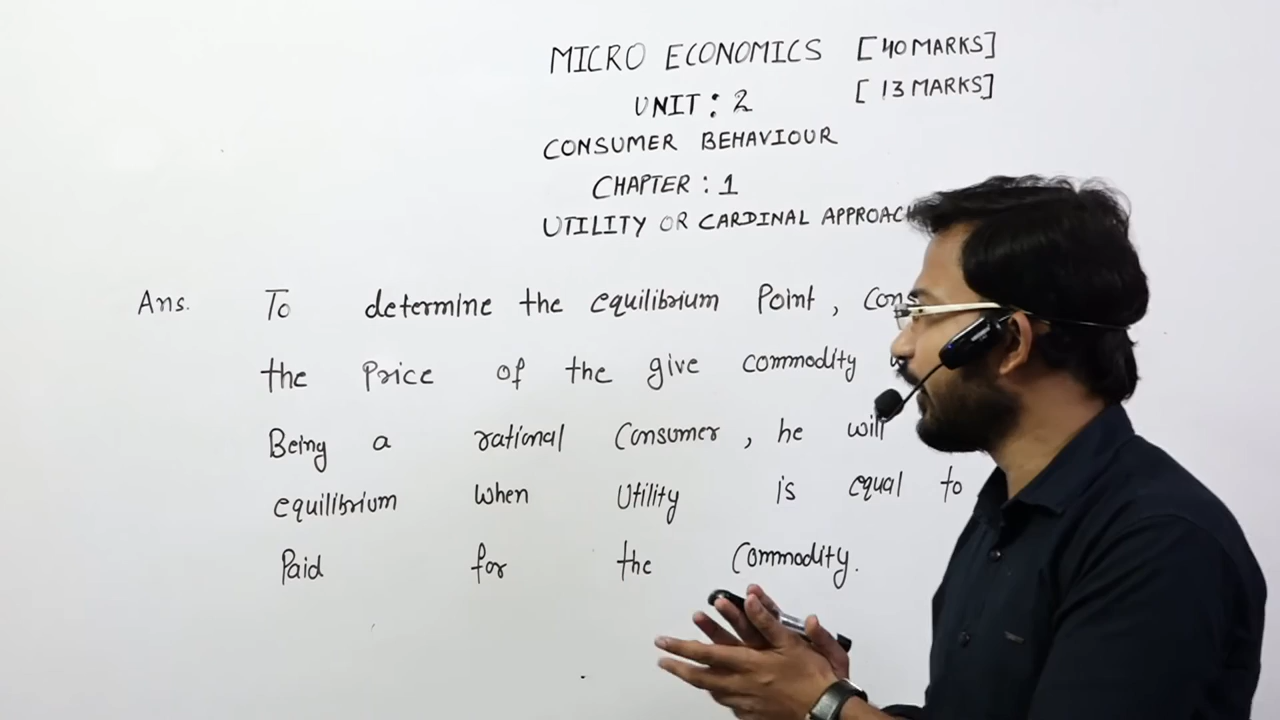 MICRO ECONOMICS [40 MARKS]
UNIT : 2 [13 MARKS]
CONSUMER BEHAVIOUR
CHAPTER : 1
UTILITY OR CARDINAL APPROACH
Ans. To determine the equilibrium Point, Cons
the Price of the give commodity
Being a rational Consumer, he will
equilibrium when Utility is equal to
Paid for the Commodity.